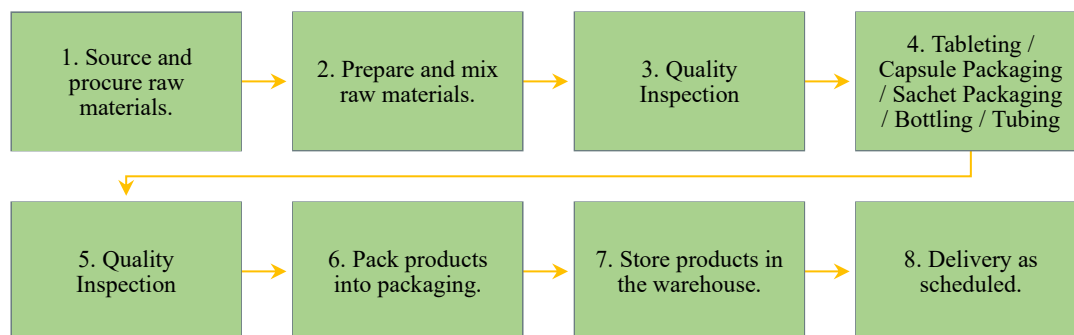 1. Source and
procure raw
materials.
2. Prepare and mix
raw materials.
3. Quality
Inspection
4. Tableting /
Capsule Packaging
/ Sachet Packaging
/ Bottling / Tubing
5. Quality
Inspection
6. Pack products
into packaging.
7. Store products in
the warehouse.
8. Delivery as
scheduled.